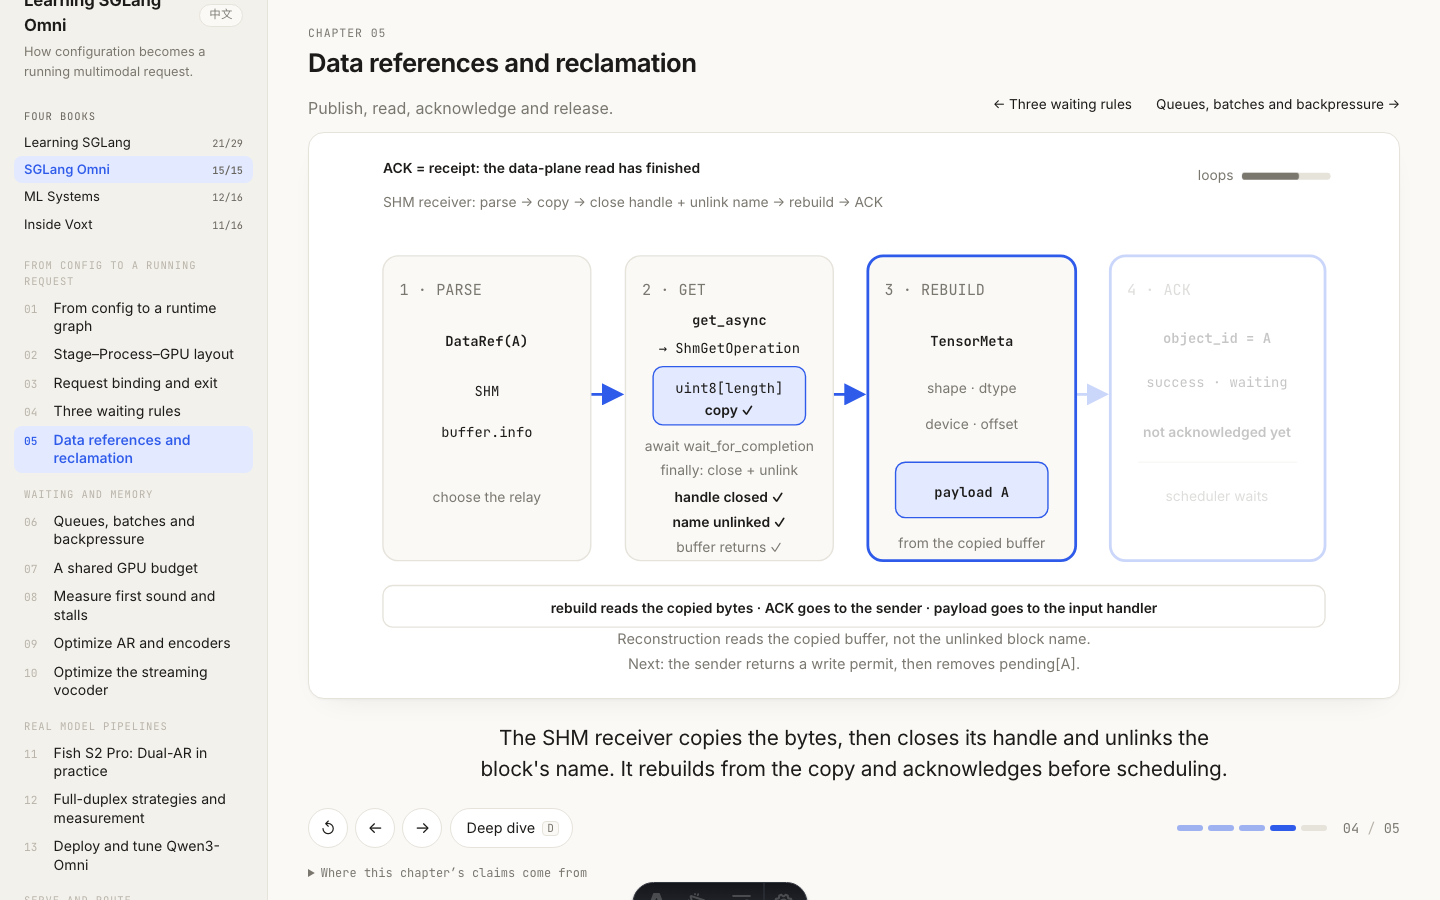 Learning SGLang
Omni
中文
How configuration becomes a
running multimodal request.
FOUR BOOKS
Learning SGLang 21/29
SGLang Omni 15/15
ML Systems 12/16
Inside Voxt 11/16
FROM CONFIG TO A RUNNING
REQUEST
01 From config to a runtime
graph
02 Stage–Process–GPU layout
03 Request binding and exit
04 Three waiting rules
05 Data references and
reclamation
WAITING AND MEMORY
06 Queues, batches and
backpressure
07 A shared GPU budget
08 Measure first sound and
stalls
09 Optimize AR and encoders
10 Optimize the streaming
vocoder
REAL MODEL PIPELINES
11 Fish S2 Pro: Dual-AR in
practice
12 Full-duplex strategies and
measurement
13 Deploy and tune Qwen3-
Omni
SERVE AND ROUTE
CHAPTER 05
Data references and reclamation
Publish, read, acknowledge and release.
← Three waiting rules Queues, batches and backpressure →
ACK = receipt: the data-plane read has finished
loops
SHM receiver: parse → copy → close handle + unlink name → rebuild → ACK
1 · PARSE
DataRef(A)
SHM
buffer.info
choose the relay
2 · GET
get_async
→ ShmGetOperation
uint8[length]
copy ✓
await wait_for_completion
finally: close + unlink
handle closed ✓
name unlinked ✓
buffer returns ✓
3 · REBUILD
TensorMeta
shape · dtype
device · offset
payload A
from the copied buffer
4 · ACK
object_id = A
success · waiting
not acknowledged yet
scheduler waits
rebuild reads the copied bytes · ACK goes to the sender · payload goes to the input handler
Reconstruction reads the copied buffer, not the unlinked block name.
Next: the sender returns a write permit, then removes pending[A].
The SHM receiver copies the bytes, then closes its handle and unlinks the
block's name. It rebuilds from the copy and acknowledges before scheduling.
Deep dive D
04 / 05
▶ Where this chapter's claims come from